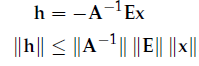 h = −A⁻¹Ex
‖h‖ ≤ ‖A⁻¹‖ ‖E‖ ‖x‖